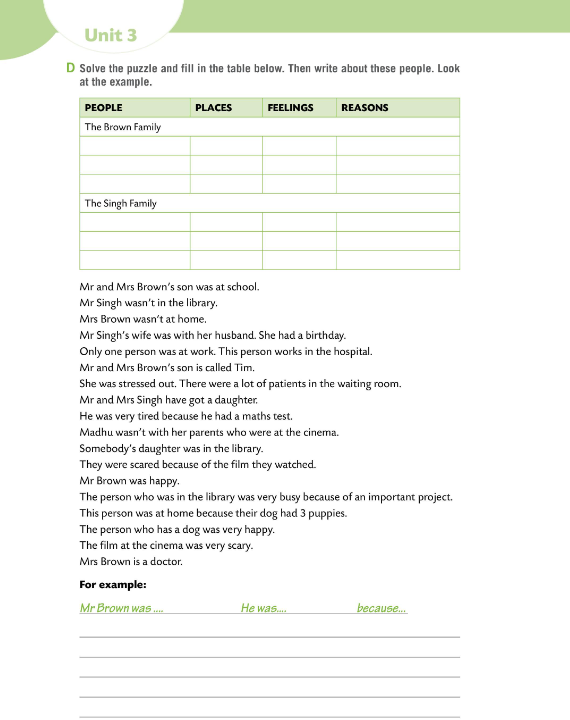 Unit 3
D Solve the puzzle and fill in the table below. Then write about these people. Look
at the example.
PEOPLE PLACES FEELINGS REASONS
The Brown Family
The Singh Family
Mr and Mrs Brown's son was at school.
Mr Singh wasn't in the library.
Mrs Brown wasn't at home.
Mr Singh's wife was with her husband. She had a birthday.
Only one person was at work. This person works in the hospital.
Mr and Mrs Brown's son is called Tim.
She was stressed out. There were a lot of patients in the waiting room.
Mr and Mrs Singh have got a daughter.
He was very tired because he had a maths test.
Madhu wasn't with her parents who were at the cinema.
Somebody's daughter was in the library.
They were scared because of the film they watched.
Mr Brown was happy.
The person who was in the library was very busy because of an important project.
This person was at home because their dog had 3 puppies.
The person who has a dog was very happy.
The film at the cinema was very scary.
Mrs Brown is a doctor.
For example:
Mr Brown was .... He was.... because...